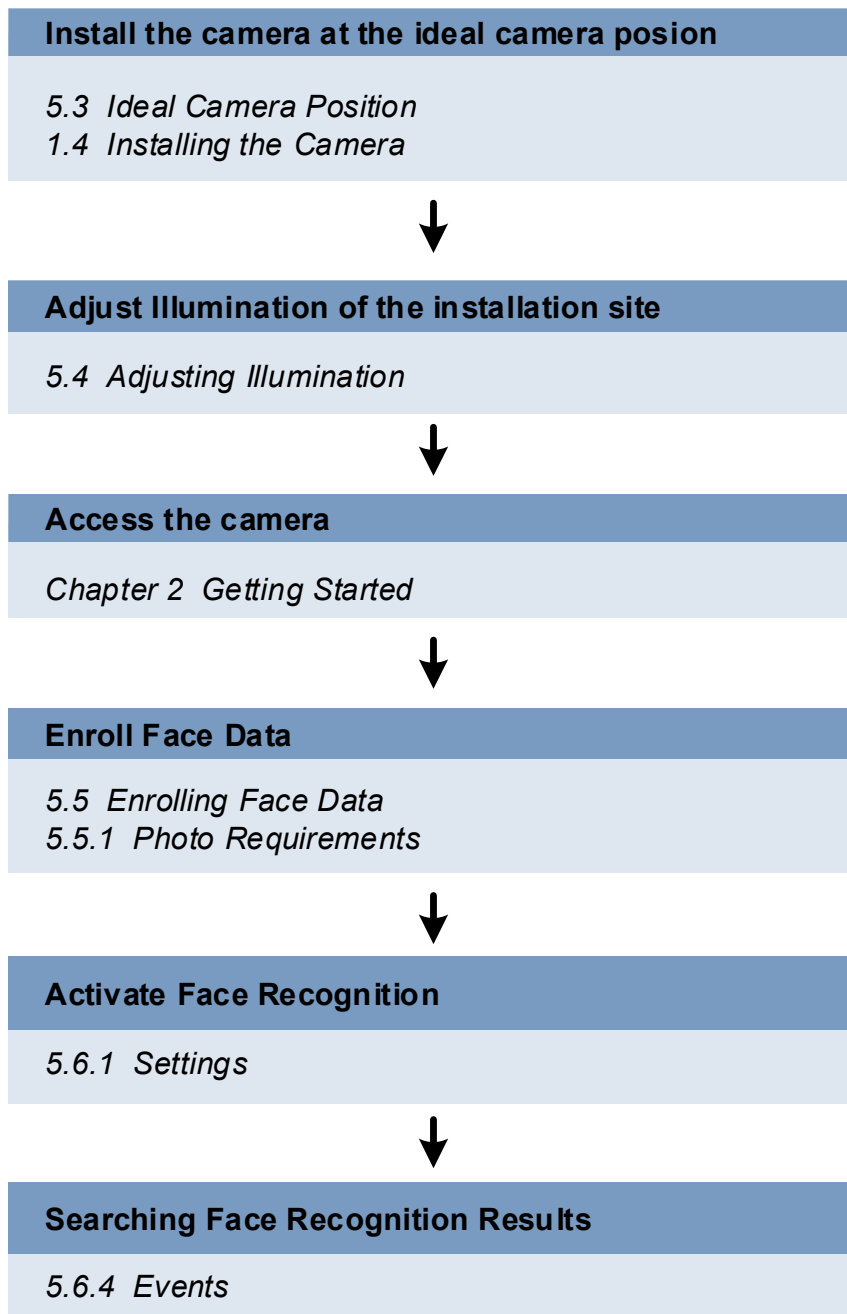 Install the camera at the ideal camera posion
5.3 Ideal Camera Position
1.4 Installing the Camera
Adjust Illumination of the installation site
5.4 Adjusting Illumination
Access the camera
Chapter 2 Getting Started
Enroll Face Data
5.5 Enrolling Face Data
5.5.1 Photo Requirements
Activate Face Recognition
5.6.1 Settings
Searching Face Recognition Results
5.6.4 Events